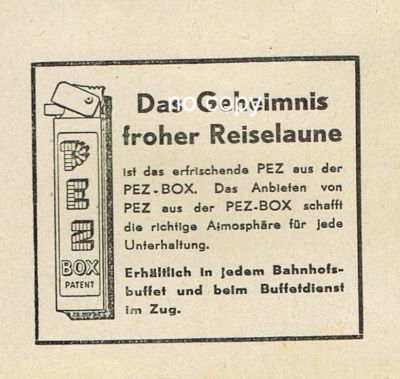 Das Geheimnis
froher Reiselaune
ist das erfrischende PEZ aus der
PEZ-BOX. Das Anbieten von
PEZ aus der PEZ-BOX schafft
die richtige Atmosphäre für jede
Unterhaltung.
Erhältlich in jedem Bahnhofs-
buffet und beim Buffetdienst
im Zug.
PEZ
BOX
PATENT
no copy